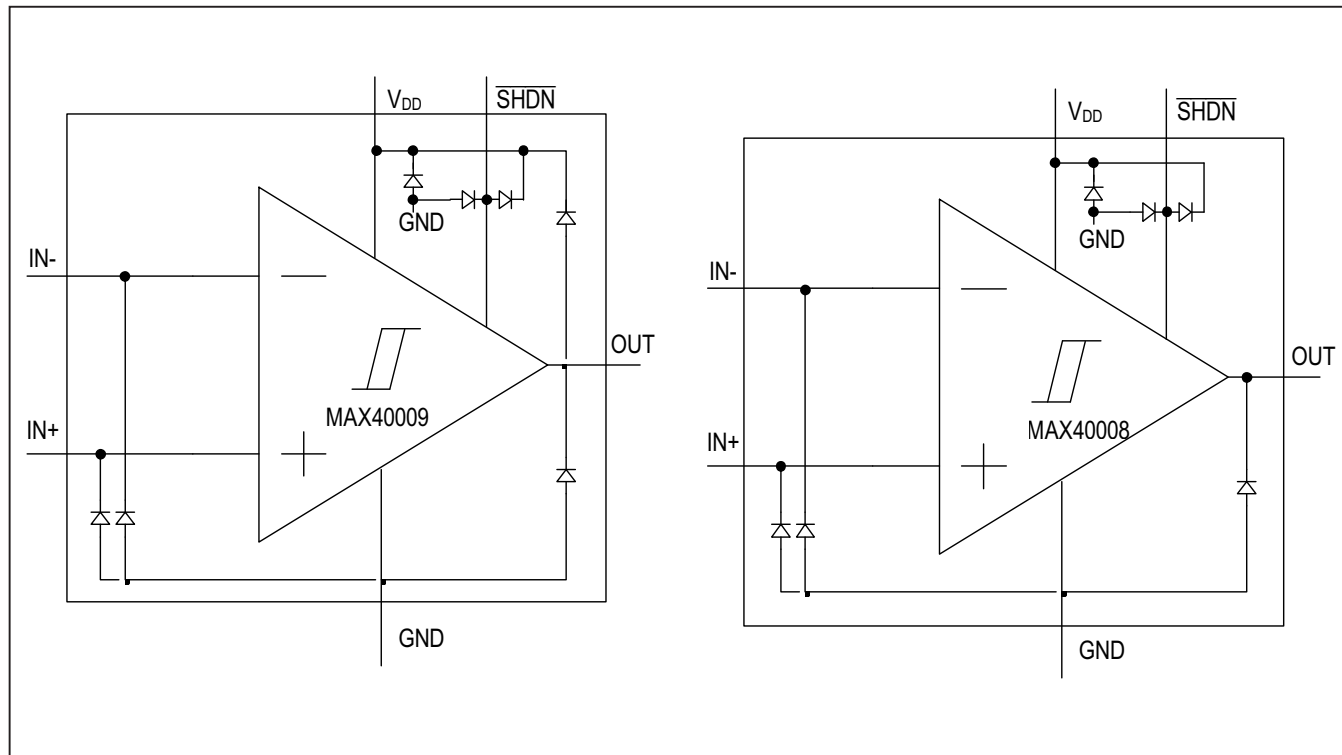 VDD
SHDN
GND
IN-
OUT
MAX40009
IN+
GND
VDD
SHDN
GND
IN-
OUT
MAX40008
IN+
GND